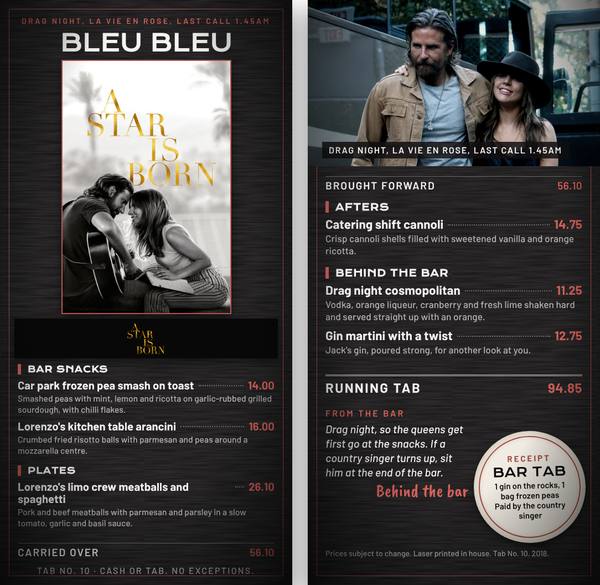 DRAG NIGHT, LA VIE EN ROSE, LAST CALL 1.45AM
BLEU BLEU
A
STAR
IS
BORN
A
STAR
IS
BORN
BAR SNACKS
Car park frozen pea smash on toast 14.00
Smashed peas with mint, lemon and ricotta on garlic-rubbed grilled
sourdough, with chilli flakes.
Lorenzo's kitchen table arancini 16.00
Crumbed fried risotto balls with parmesan and peas around a
mozzarella centre.
PLATES
Lorenzo's limo crew meatballs and
spaghetti 26.10
Pork and beef meatballs with parmesan and parsley in a slow
tomato, garlic and basil sauce.
CARRIED OVER 56.10
TAB NO. 10 · CASH OR TAB. NO EXCEPTIONS.
DRAG NIGHT, LA VIE EN ROSE, LAST CALL 1.45AM
BROUGHT FORWARD 56.10
AFTERS
Catering shift cannoli 14.75
Crisp cannoli shells filled with sweetened vanilla and orange
ricotta.
BEHIND THE BAR
Drag night cosmopolitan 11.25
Vodka, orange liqueur, cranberry and fresh lime shaken hard
and served straight up with an orange.
Gin martini with a twist 12.75
Jack's gin, poured strong, for another look at you.
RUNNING TAB 94.85
FROM THE BAR
Drag night, so the queens get
first go at the snacks. If a
country singer turns up, sit
him at the end of the bar.
Behind the bar
RECEIPT
BAR TAB
1 gin on the rocks, 1
bag frozen peas
Paid by the country
singer
Prices subject to change. Laser printed in house. Tab No. 10, 2018.